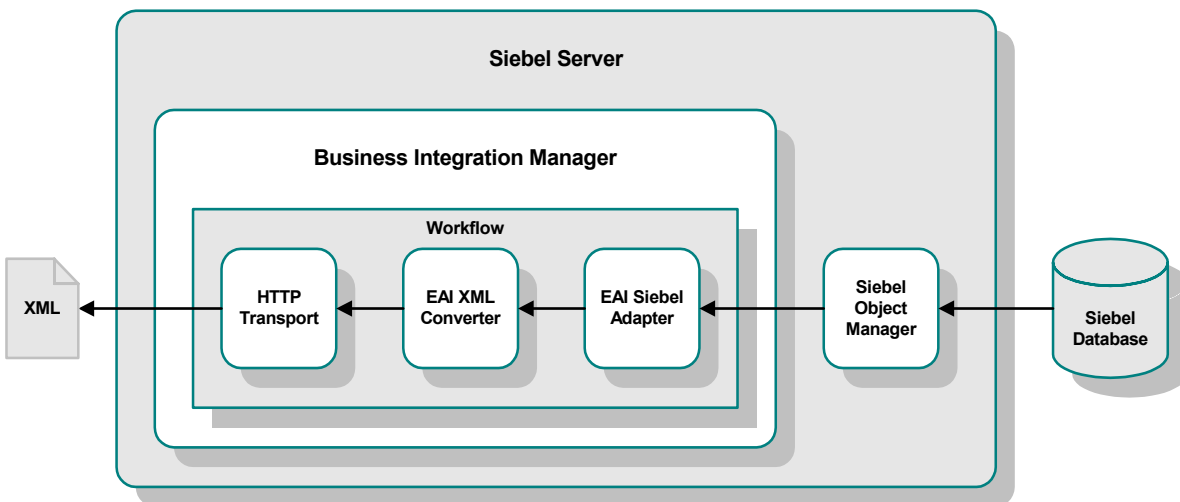 Siebel Server
Business Integration Manager
Workflow
XML
HTTP
Transport
EAI XML
Converter
EAI Siebel
Adapter
Siebel
Object
Manager
Siebel
Database